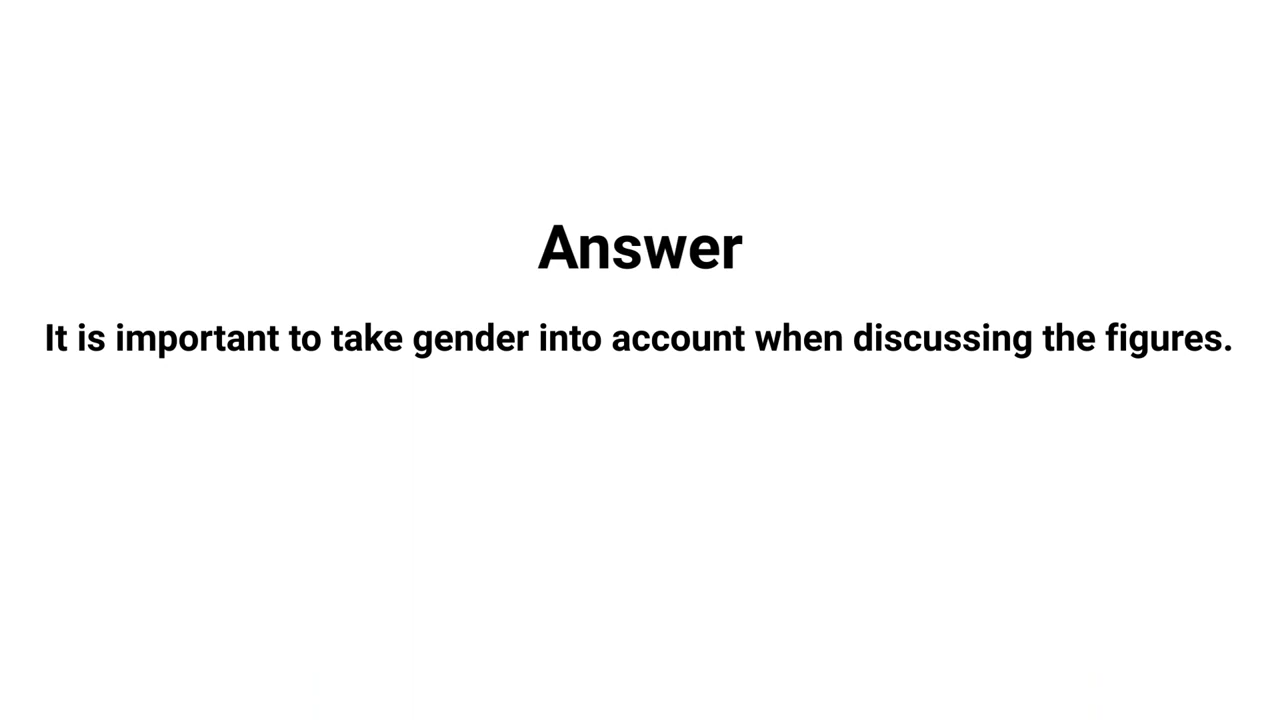 Answer
It is important to take gender into account when discussing the figures.